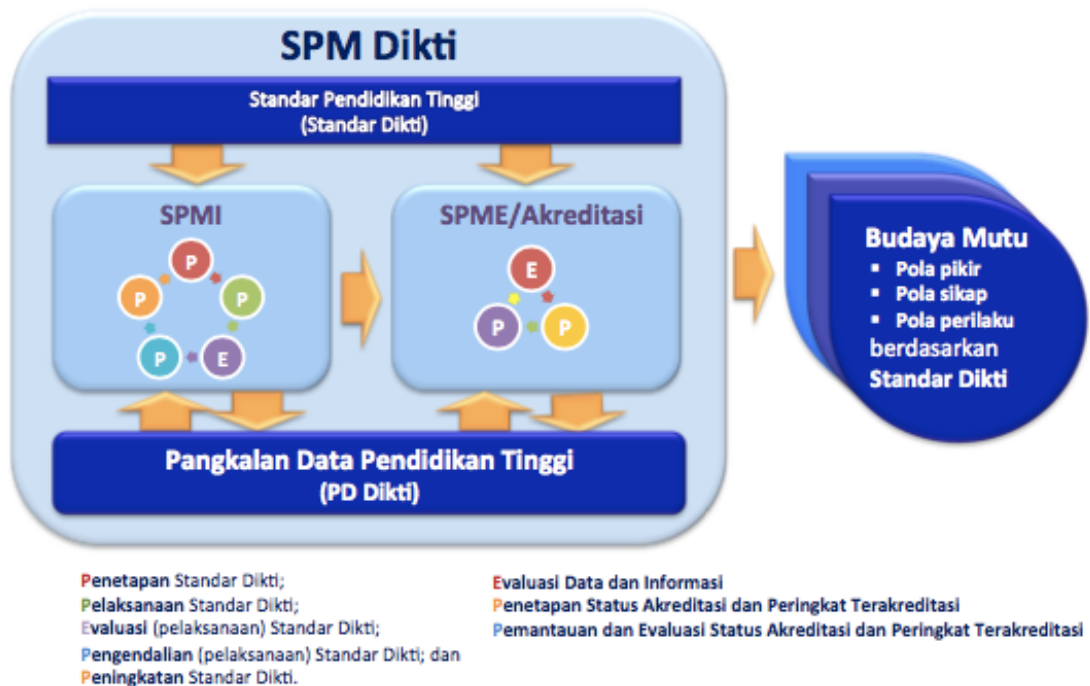 SPM Dikti
Standar Pendidikan Tinggi
(Standar Dikti)
SPMI
P
P
P
P
E
SPME/Akreditasi
E
P
P
Budaya Mutu
▪ Pola pikir
▪ Pola sikap
▪ Pola perilaku
berdasarkan
Standar Dikti
Pangkalan Data Pendidikan Tinggi
(PD Dikti)
Penetapan Standar Dikti;
Pelaksanaan Standar Dikti;
Evaluasi (pelaksanaan) Standar Dikti;
Pengendalian (pelaksanaan) Standar Dikti; dan
Peningkatan Standar Dikti.
Evaluasi Data dan Informasi
Penetapan Status Akreditasi dan Peringkat Terakreditasi
Pemantauan dan Evaluasi Status Akreditasi dan Peringkat Terakreditasi